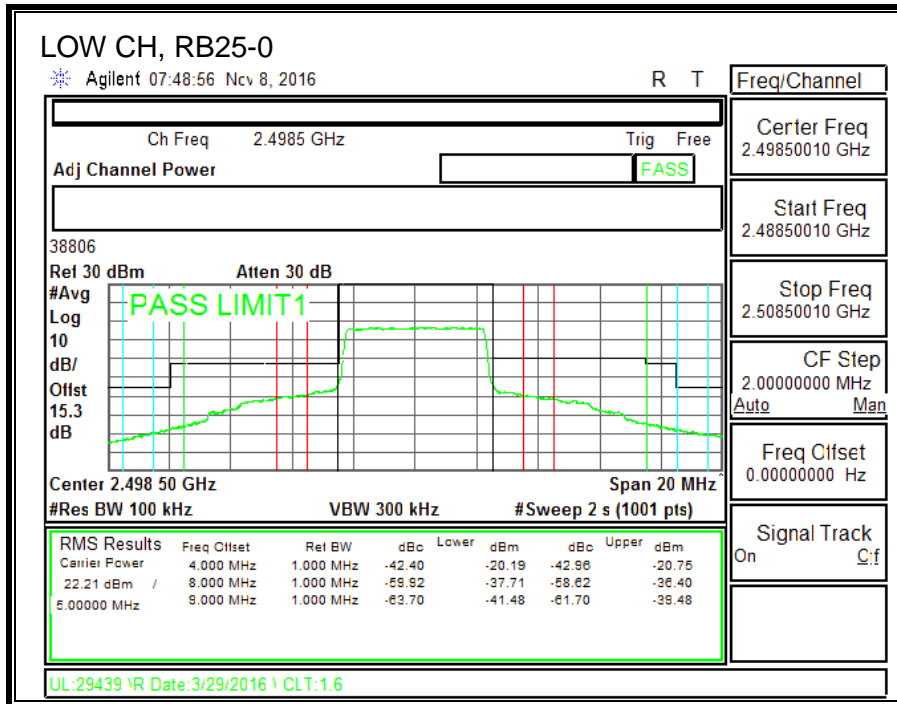 LOW CH, RB25-0
Agilent 07:48:56 Nov 8, 2016 R T
Ch Freq 2.4985 GHz Trig Free
Adj Channel Power PASS
38806
Ref 30 dBm Atten 30 dB
#Avg
Log
10
dB/
Offst
15.3
dB
PASS LIMIT1
Center 2.498 50 GHz Span 20 MHz
#Res BW 100 kHz VBW 300 kHz #Sweep 2 s (1001 pts)
RMS Results Freq Offset Ref BW dBc Lower dBm dBc Upper dBm
Carrier Power 4.000 MHz 1.000 MHz -42.40 -20.19 -42.96 -20.75
22.21 dBm / 8.000 MHz 1.000 MHz -59.92 -37.71 -58.62 -36.40
5.00000 MHz 9.000 MHz 1.000 MHz -63.70 -41.48 -61.70 -39.48
UL:29439 \R Date:3/29/2016 \ CLT:1.6
Freq/Channel
Center Freq
2.49850010 GHz
Start Freq
2.48850010 GHz
Stop Freq
2.50850010 GHz
CF Step
2.00000000 MHz
Auto Man
Freq Offset
0.00000000 Hz
Signal Track
On Off